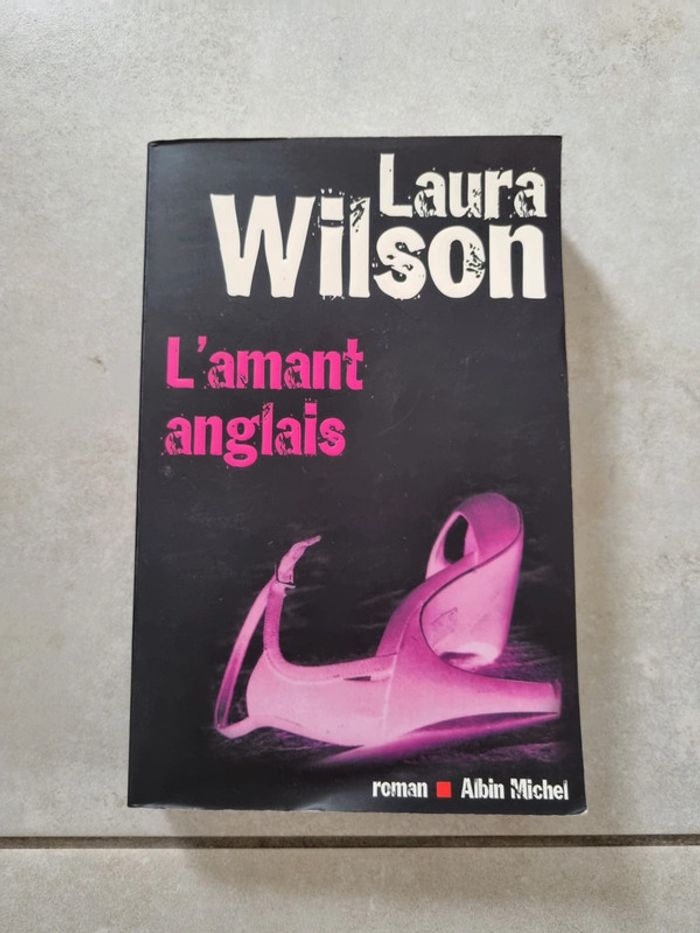 Laura
Wilson
L'amant
anglais
roman ■ Albin Michel